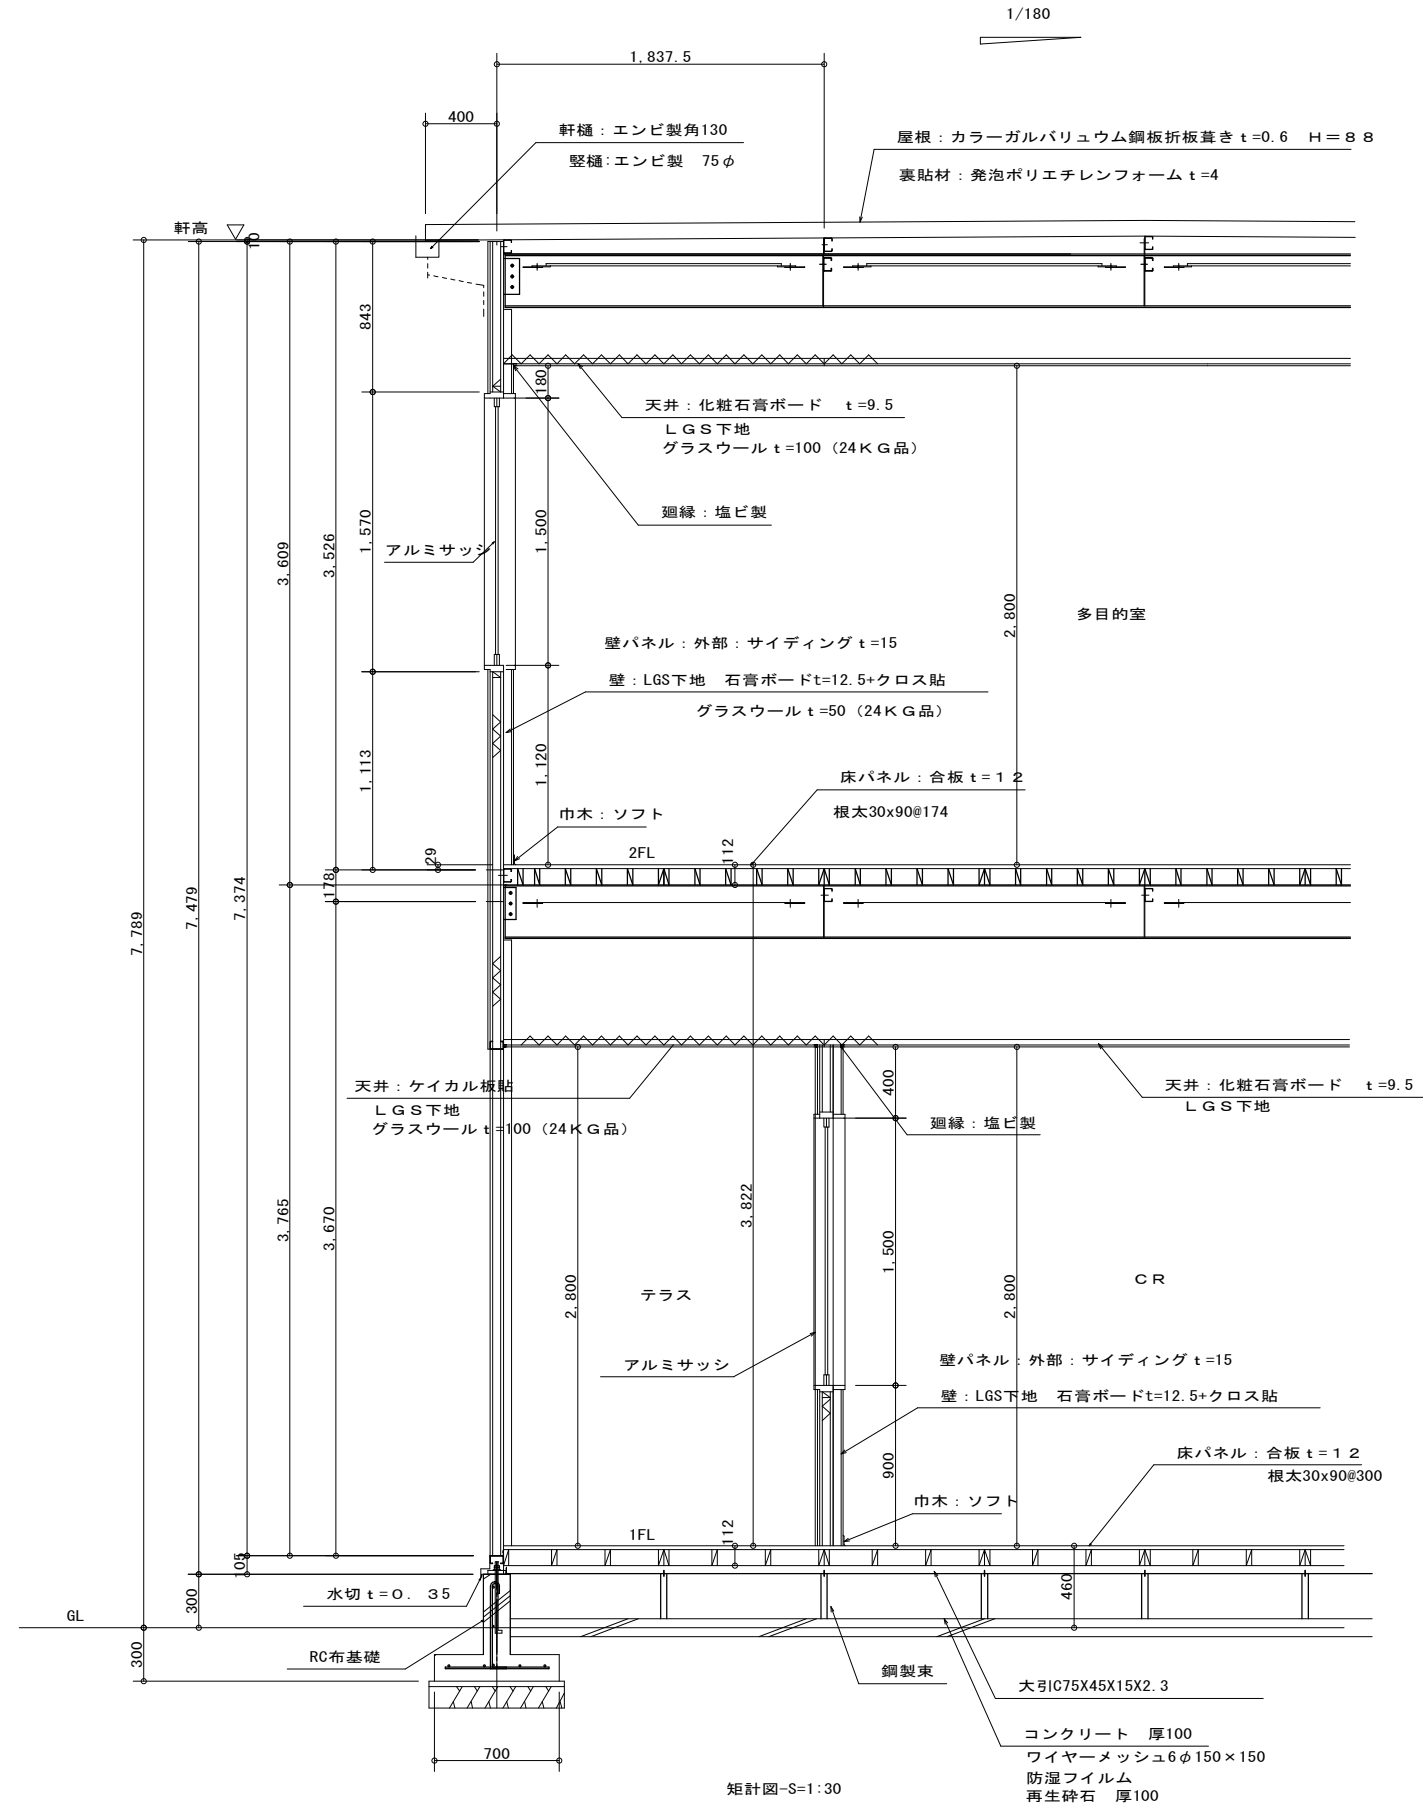 1/180
1,837.5
400
軒樋：エンビ製角130
竪樋:エンビ製　75φ
屋根：カラーガルバリュウム鋼板折板葺きｔ=0.6　Ｈ＝８８
裏貼材：発泡ポリエチレンフォームｔ=4
軒高
10
843
180
天井：化粧石膏ボード　ｔ=9.5
ＬＧＳ下地
グラスウールｔ=100（24ＫＧ品）
廻縁：塩ビ製
1,570
1,500
アルミサッシ
3,609
3,526
2,800
多目的室
壁パネル：外部：サイディングｔ=15
壁：LGS下地　石膏ボードt=12.5+クロス貼
グラスウールｔ=50（24ＫＧ品）
1,113
1,120
床パネル：合板ｔ=１２
根太30x90@174
巾木：ソフト
29
2FL
112
178
7,789
7,479
7,374
天井：ケイカル板貼
ＬＧＳ下地
グラスウールｔ=100（24ＫＧ品）
400
天井：化粧石膏ボード　ｔ=9.5
ＬＧＳ下地
廻縁：塩ビ製
3,765
3,670
3,822
1,500
2,800
テラス
2,800
ＣＲ
アルミサッシ
壁パネル：外部：サイディングｔ=15
壁：LGS下地　石膏ボードt=12.5+クロス貼
900
床パネル：合板ｔ=１２
根太30x90@300
巾木：ソフト
1FL
112
105
水切ｔ=０．３５
460
300
GL
300
RC布基礎
鋼製束
大引C75X45X15X2.3
コンクリート　厚100
ワイヤーメッシュ6φ150×150
防湿フイルム
再生砕石　厚100
700
矩計図-S=1:30